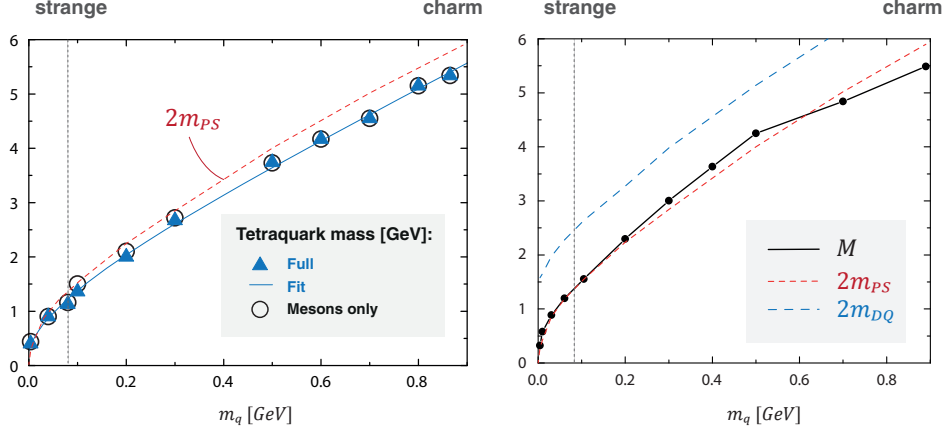 strange charm
6
5
4
3
2
1
0
2m_PS
Tetraquark mass [GeV]:
Full
Fit
Mesons only
0.0 0.2 0.4 0.6 0.8
m_q [GeV]
strange charm
6
5
4
3
2
1
0
M
2m_PS
2m_DQ
0.0 0.2 0.4 0.6 0.8
m_q [GeV]